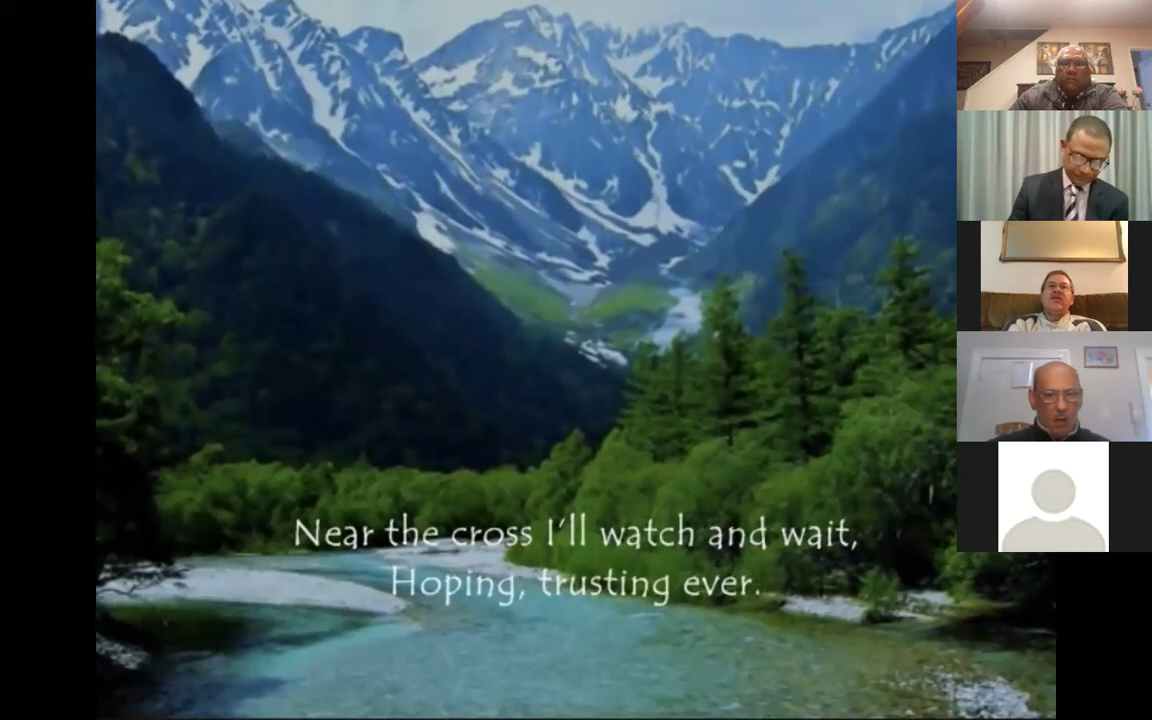 Near the cross I'll watch and wait,
Hoping, trusting ever.